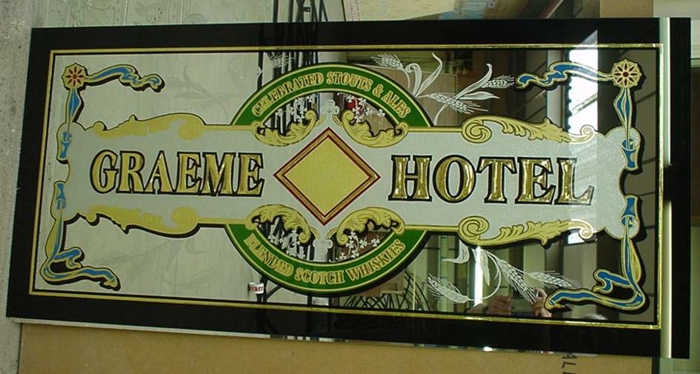 CELEBRATED STOUTS & ALES
GRAEME HOTEL
BLENDED SCOTCH WHISKIES